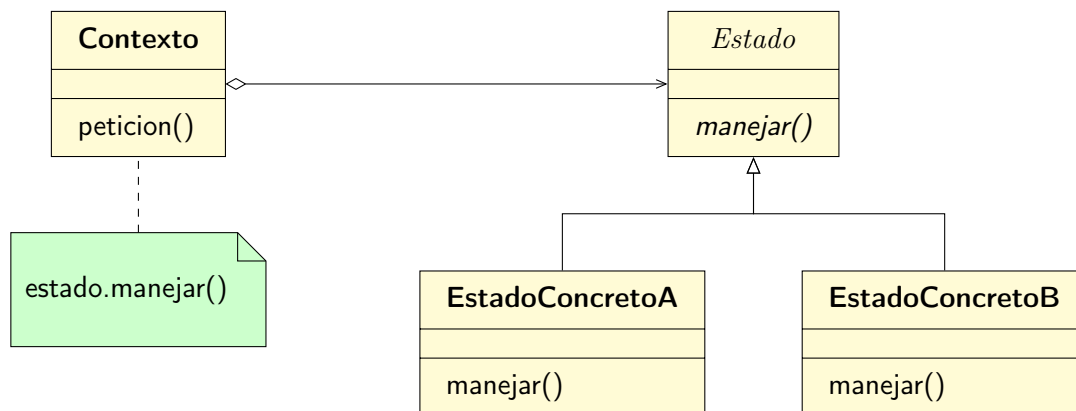 Contexto
Estado
peticion()
manejar()
estado.manejar()
EstadoConcretoA
EstadoConcretoB
manejar()
manejar()